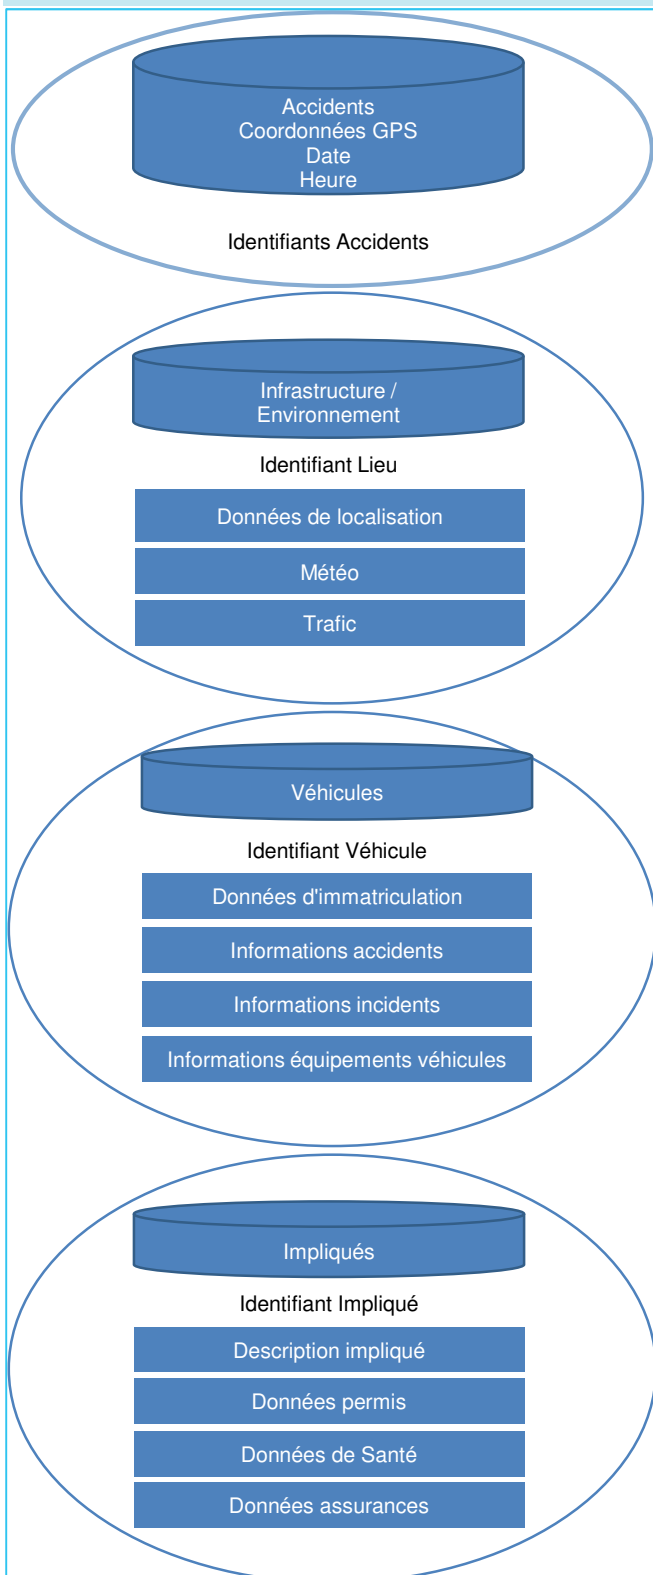 Accidents
Coordonnées GPS
Date
Heure
Identifiants Accidents
Infrastructure /
Environnement
Identifiant Lieu
Données de localisation
Météo
Trafic
Véhicules
Identifiant Véhicule
Données d'immatriculation
Informations accidents
Informations incidents
Informations équipements véhicules
Impliqués
Identifiant Impliqué
Description impliqué
Données permis
Données de Santé
Données assurances